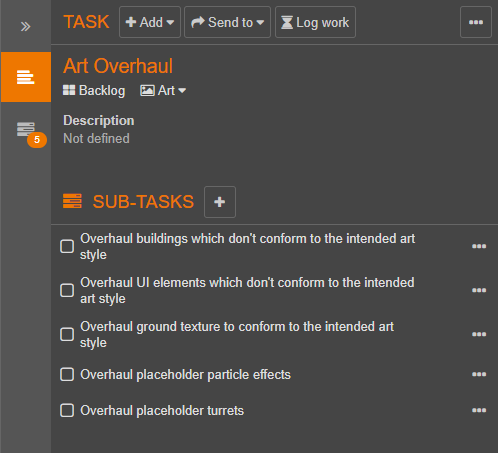 TASK
Add
Send to
Log work
Art Overhaul
Backlog
Art
Description
Not defined
5
SUB-TASKS
Overhaul buildings which don't conform to the intended art
style
Overhaul UI elements which don't conform to the intended
art style
Overhaul ground texture to conform to the intended art
style
Overhaul placeholder particle effects
Overhaul placeholder turrets